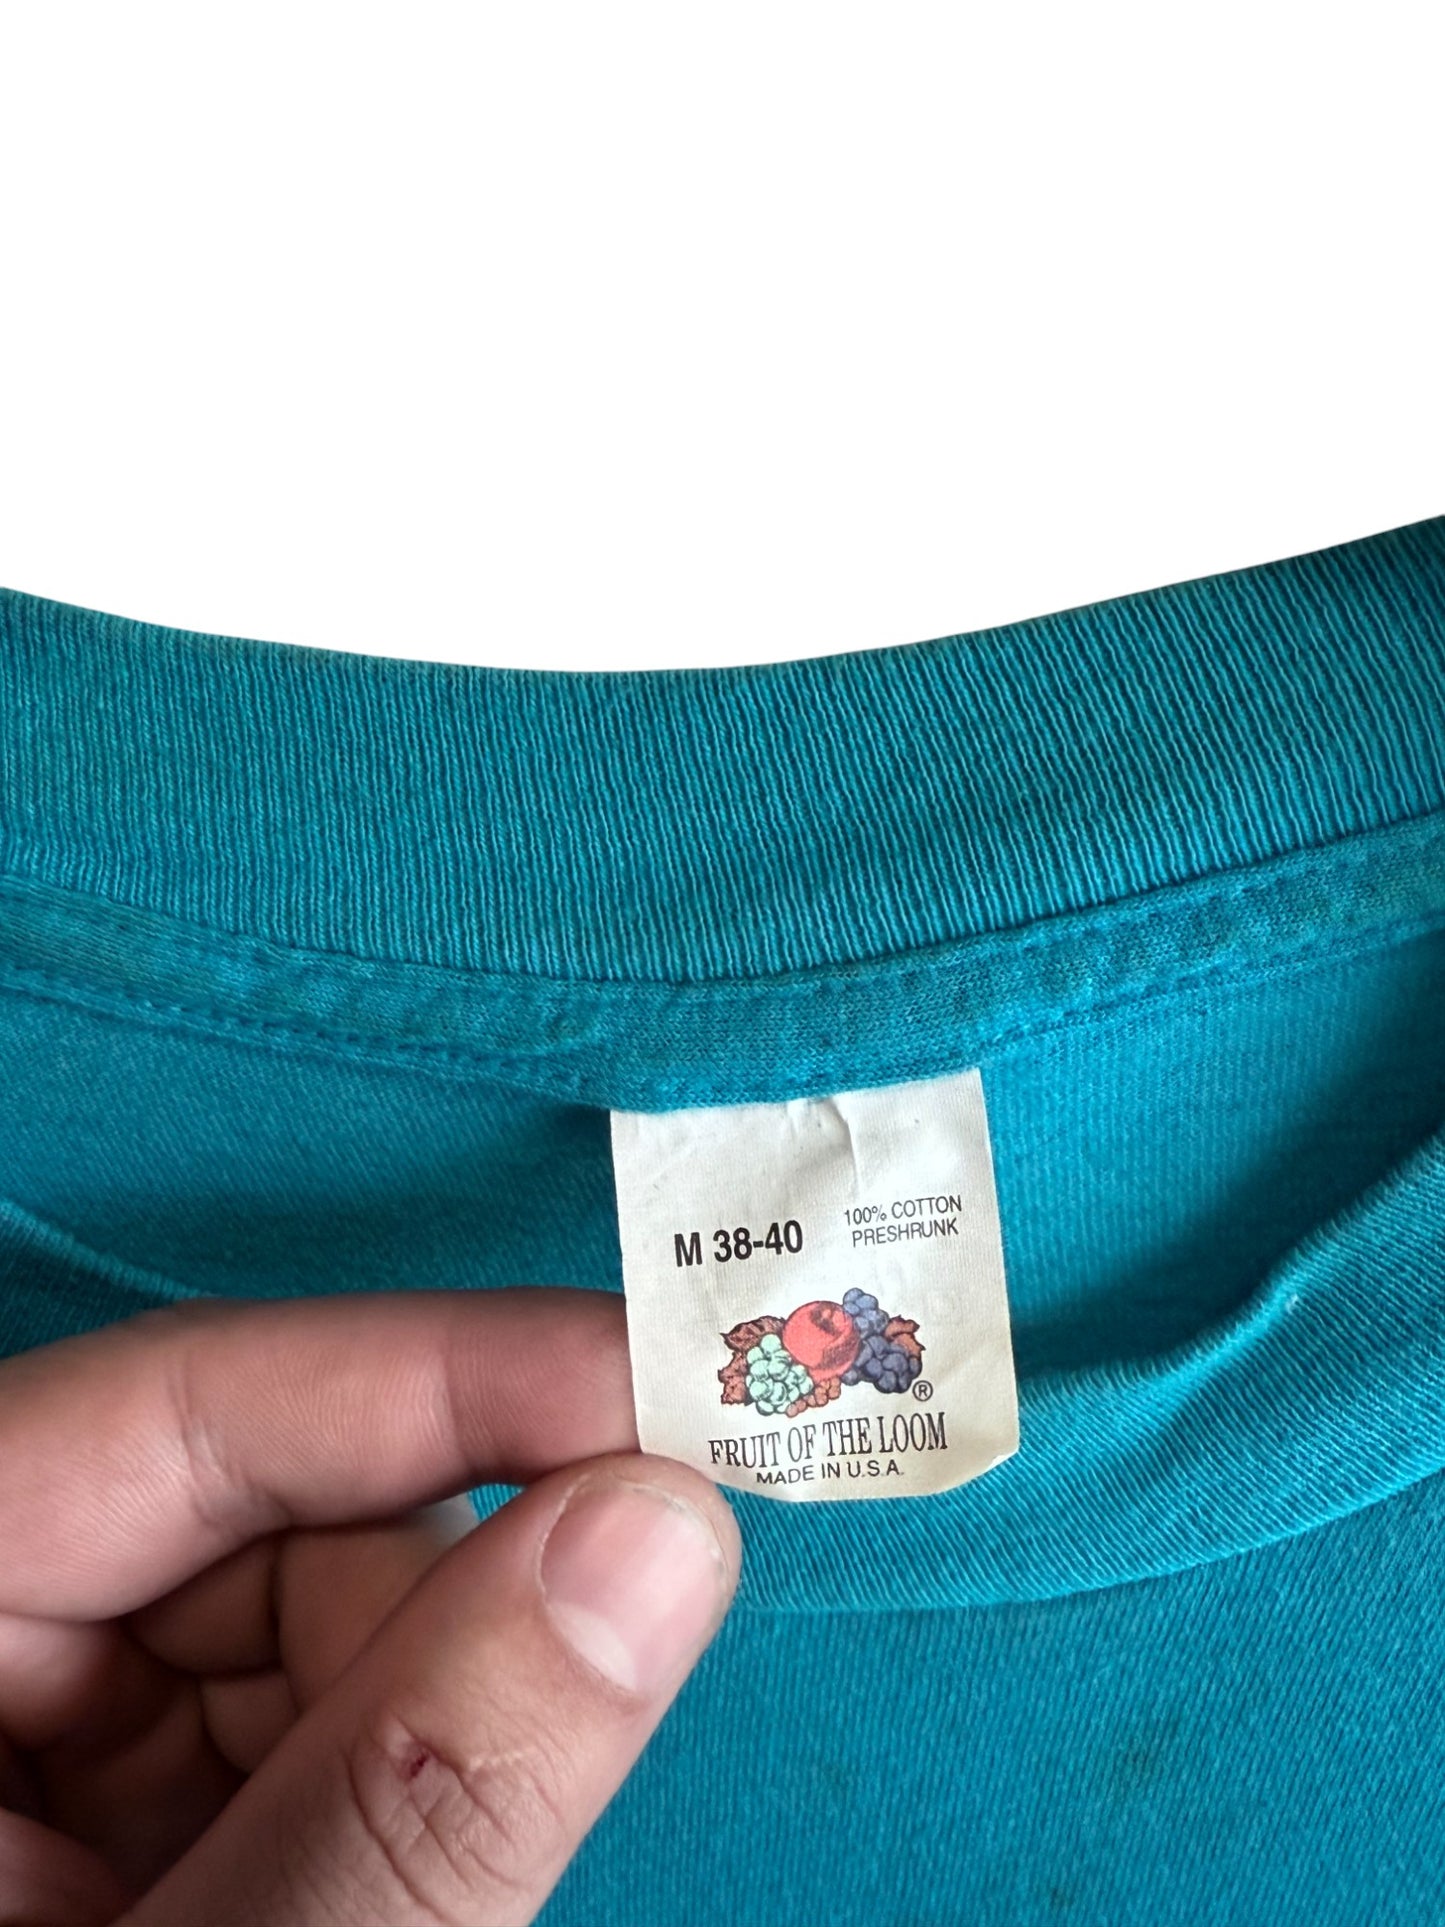 M 38-40
100% COTTON
PRESHRUNK
®
FRUIT OF THE LOOM
MADE IN U.S.A.